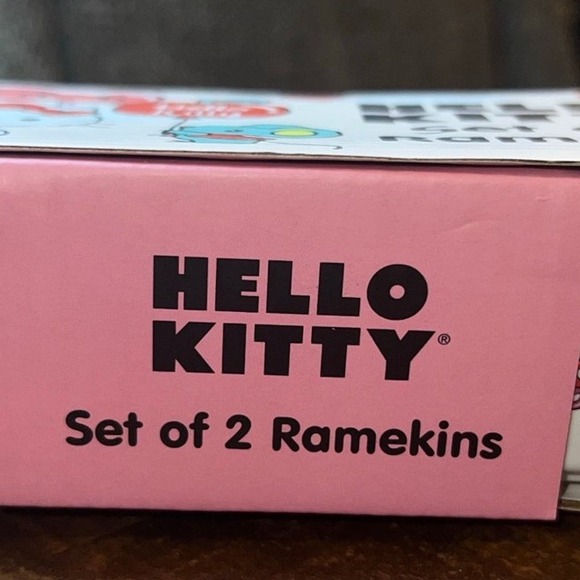 HELLO
KITTY®
Set of 2 Ramekins